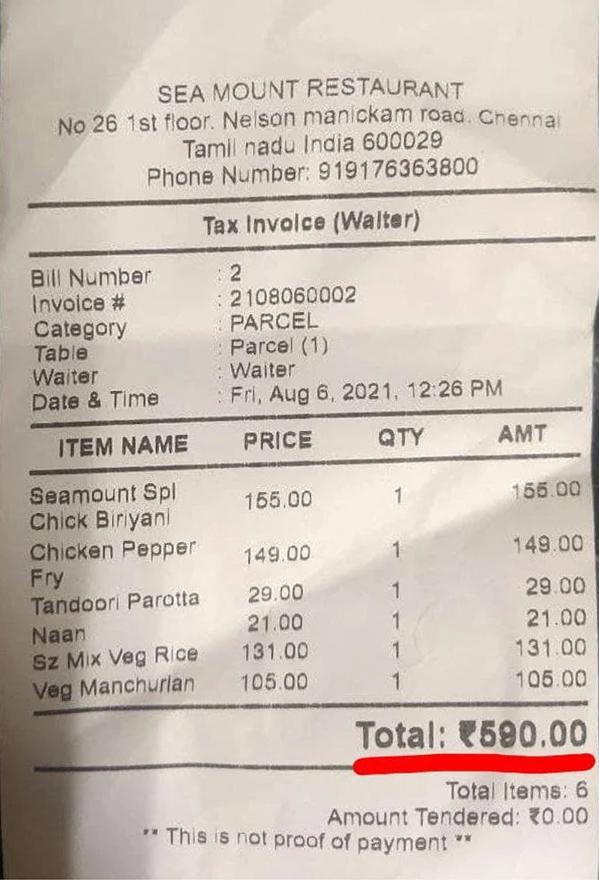 SEA MOUNT RESTAURANT
No 26 1st floor. Nelson manickam road. Chennai
Tamil nadu India 600029
Phone Number: 919176363800
Tax Invoice (Waiter)
Bill Number : 2
Invoice # : 2108060002
Category : PARCEL
Table : Parcel (1)
Waiter : Waiter
Date & Time : Fri, Aug 6, 2021, 12:26 PM
ITEM NAME PRICE QTY AMT
Seamount Spl 155.00 1 155.00
Chick Biriyani
Chicken Pepper 149.00 1 149.00
Fry
Tandoori Parotta 29.00 1 29.00
Naan 21.00 1 21.00
Sz Mix Veg Rice 131.00 1 131.00
Veg Manchurian 105.00 1 105.00
Total: ₹590.00
Total Items: 6
Amount Tendered: ₹0.00
** This is not proof of payment **